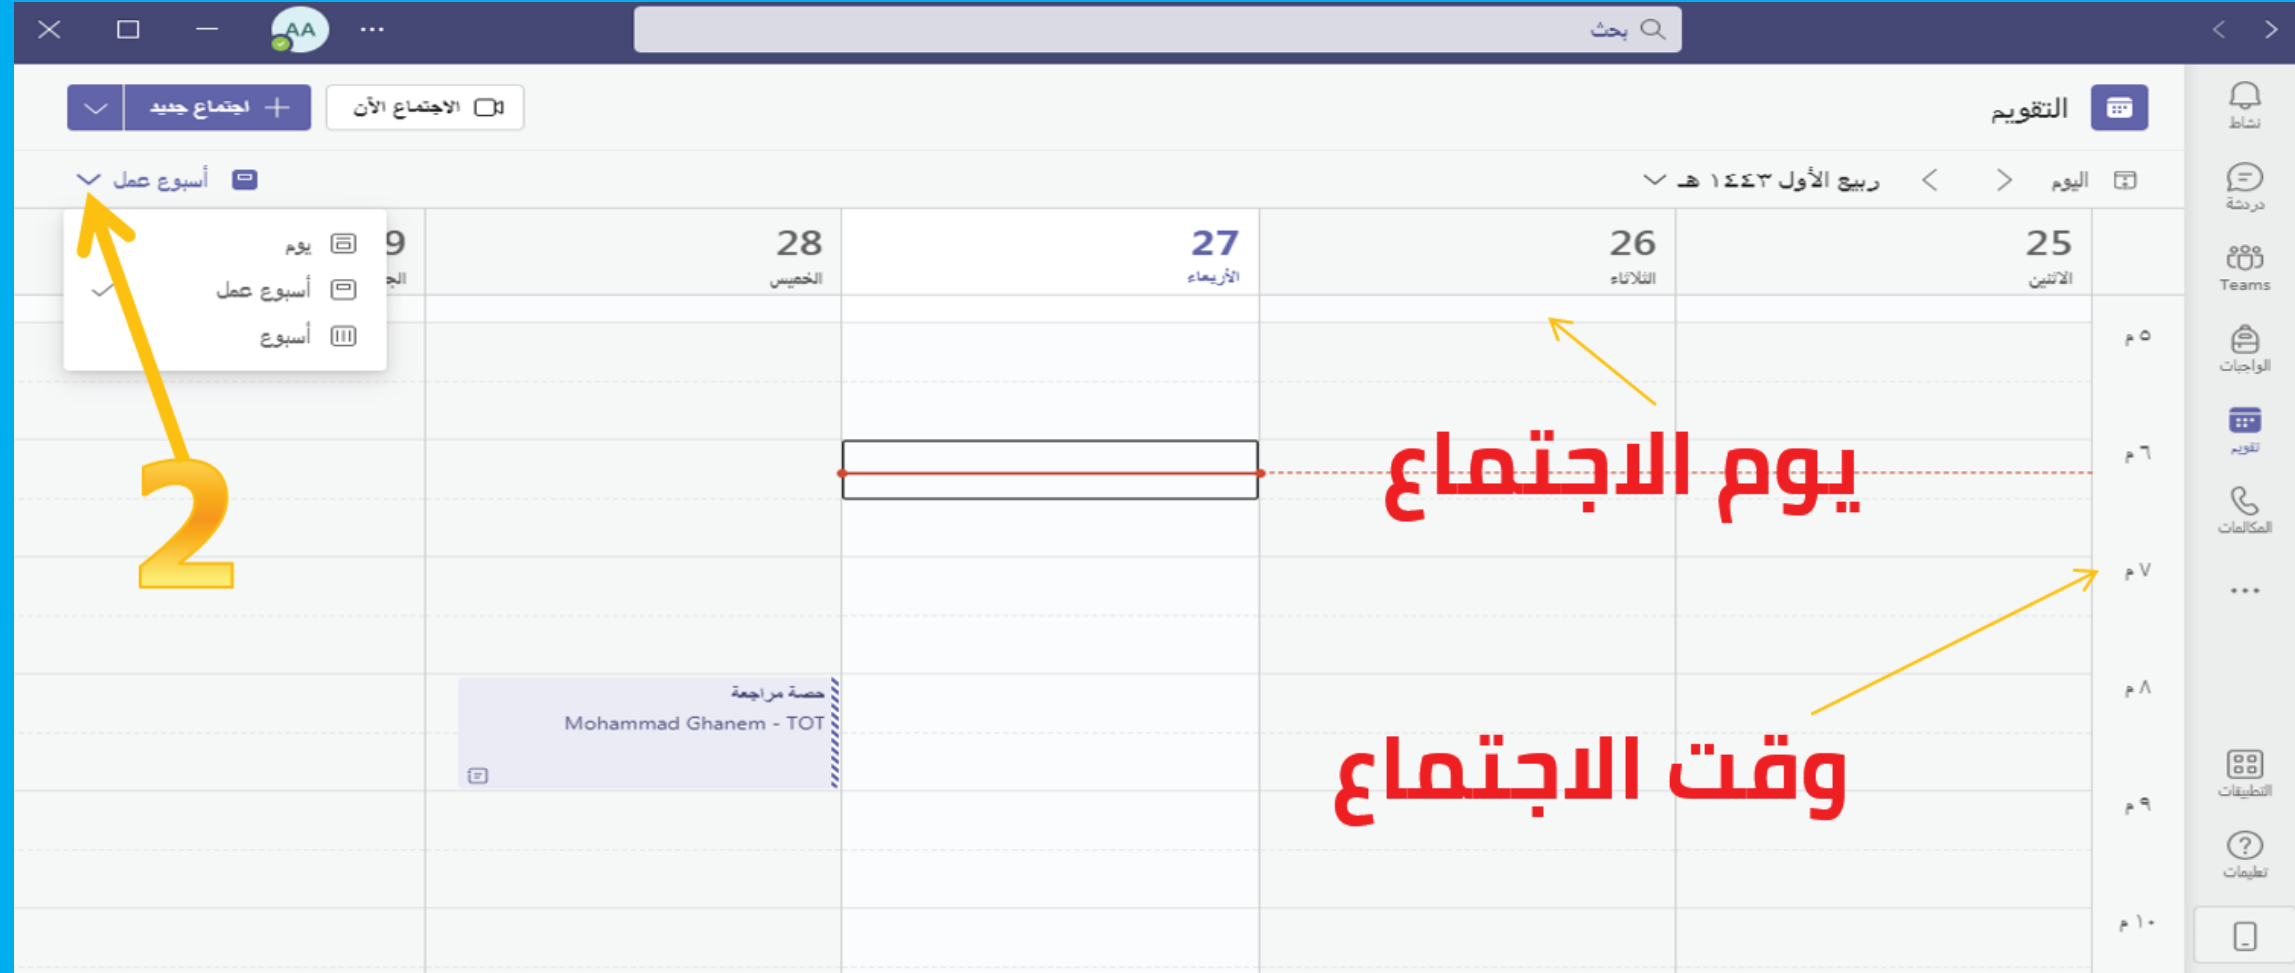 بحث
AA
التقويم
الاجتماع الآن
اجتماع جديد
اليوم
ربيع الأول ١٤٤٣ هـ
أسبوع عمل
يوم
أسبوع عمل
أسبوع
25
الاثنين
26
الثلاثاء
27
الأربعاء
28
الخميس
9
الج
٥ م
٦ م
٧ م
٨ م
٩ م
١٠ م
يوم الاجتماع
وقت الاجتماع
2
حصة مراجعة
Mohammad Ghanem - TOT
نشاط
دردشة
Teams
الواجبات
تقويم
المكالمات
التطبيقات
تعليمات